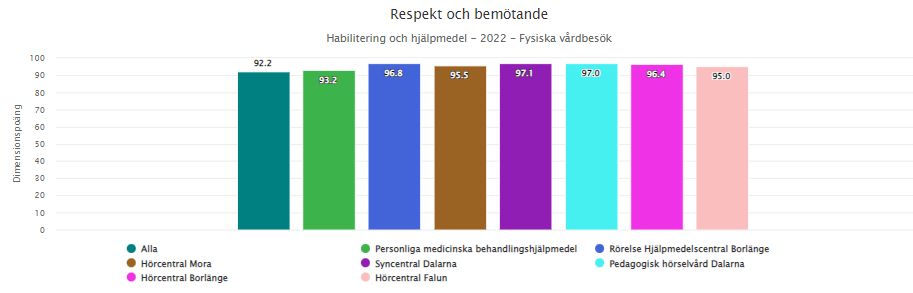 Respekt och bemötande
Habilitering och hjälpmedel - 2022 - Fysiska vårdbesök
Dimensionspoäng
100
90
80
70
60
50
40
30
20
10
0
92.2
93.2
96.8
95.5
97.1
97.0
96.4
95.0
Alla
Personliga medicinska behandlingshjälpmedel
Rörelse Hjälpmedelscentral Borlänge
Hörcentral Mora
Syncentral Dalarna
Pedagogisk hörselvård Dalarna
Hörcentral Borlänge
Hörcentral Falun